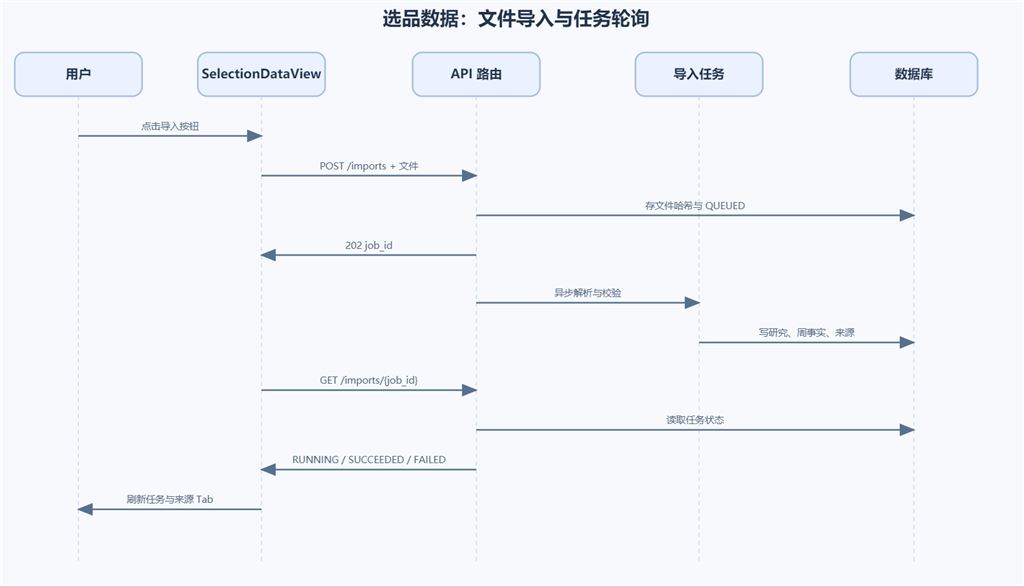 选品数据：文件导入与任务轮询
用户
SelectionDataView
API 路由
导入任务
数据库
点击导入按钮
POST /imports + 文件
存文件哈希与 QUEUED
202 job_id
异步解析与校验
写研究、周事实、来源
GET /imports/{job_id}
读取任务状态
RUNNING / SUCCEEDED / FAILED
刷新任务与来源 Tab